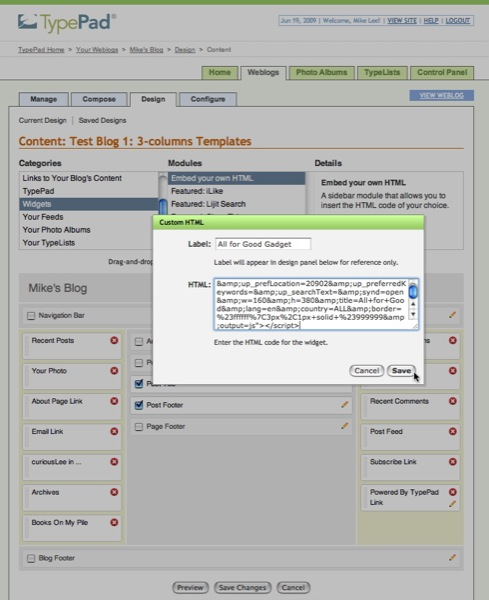 TypePad
Jun 19, 2009 | Welcome, Mike Lee! | VIEW SITE | HELP | LOGOUT
TypePad Home > Your Weblogs > Mike's Blog > Design > Content
Home Weblogs Photo Albums TypeLists Control Panel
Manage Compose Design Configure VIEW WEBLOG
Current Design | Saved Designs
Content: Test Blog 1: 3-columns Templates
Categories Modules Details
Links to Your Blog's Content
TypePad
Widgets
Your Feeds
Your Photo Albums
Your TypeLists
Embed your own HTML
Featured: iLike
Featured: Lijit Search
Embed your own HTML
A sidebar module that allows you to
insert the HTML code of your choice.
Custom HTML
Label: All for Good Gadget
Label will appear in design panel below for reference only.
HTML:
&amp;up_prefLocation=20902&amp;up_preferredK
eywords=&amp;up_searchText=&amp;synd=open
&amp;w=160&amp;h=380&amp;title=All+for+Goo
d&amp;lang=en&amp;country=ALL&amp;border=
%23ffffff%7C3px%2C1px+solid+%23999999&amp
;output=js"></script>
Enter the HTML code for the widget.
Cancel Save
Drag-and-drop
Mike's Blog
Navigation Bar
Recent Posts
Your Photo
About Page Link
Email Link
curiousLee in ...
Archives
Books On My Pile
Post Footer
Page Footer
Recent Comments
Post Feed
Subscribe Link
Powered By TypePad
Link
Blog Footer
Preview Save Changes Cancel